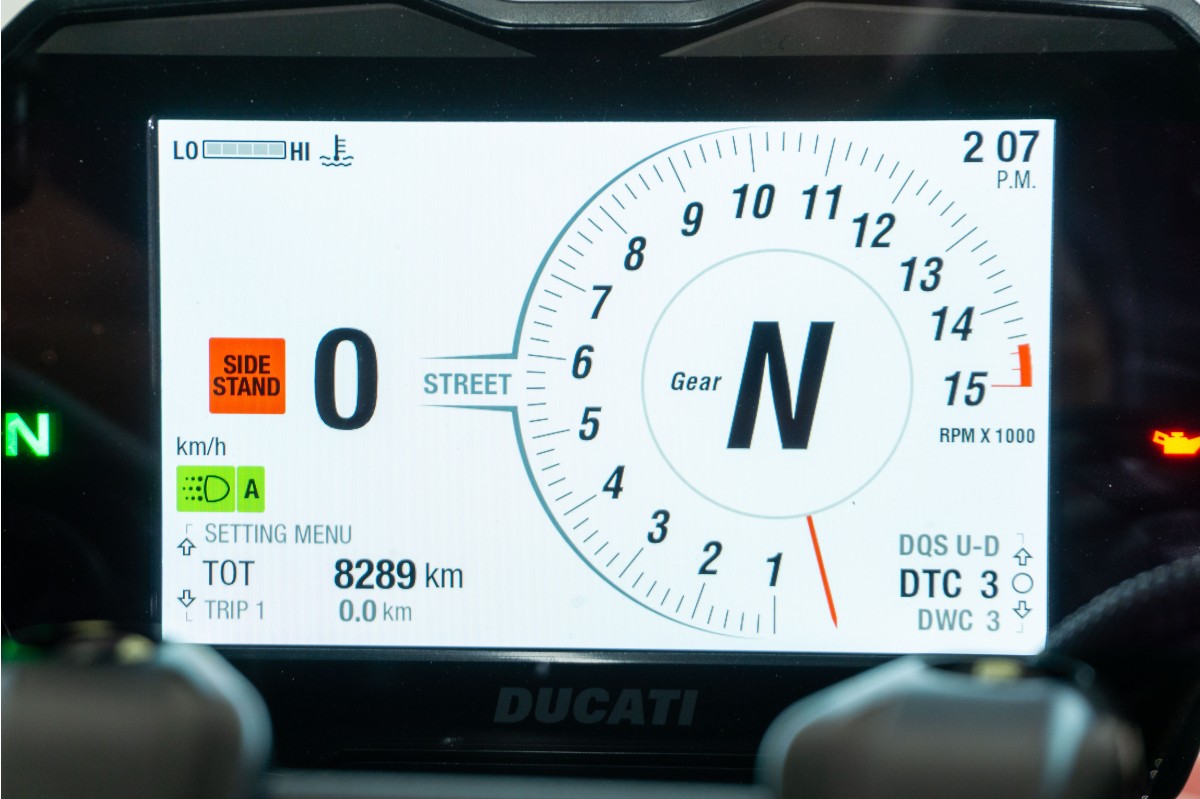 LO HI
2 07
P.M.
10 11
9 12
8
13
7
14
6
SIDE
STAND
0
STREET
Gear N
15
5
RPM X 1000
N
km/h
A
4
3
2
1
SETTING MENU
TOT 8289 km
TRIP 1 0.0 km
DQS U-D
DTC 3
DWC 3
DUCATI